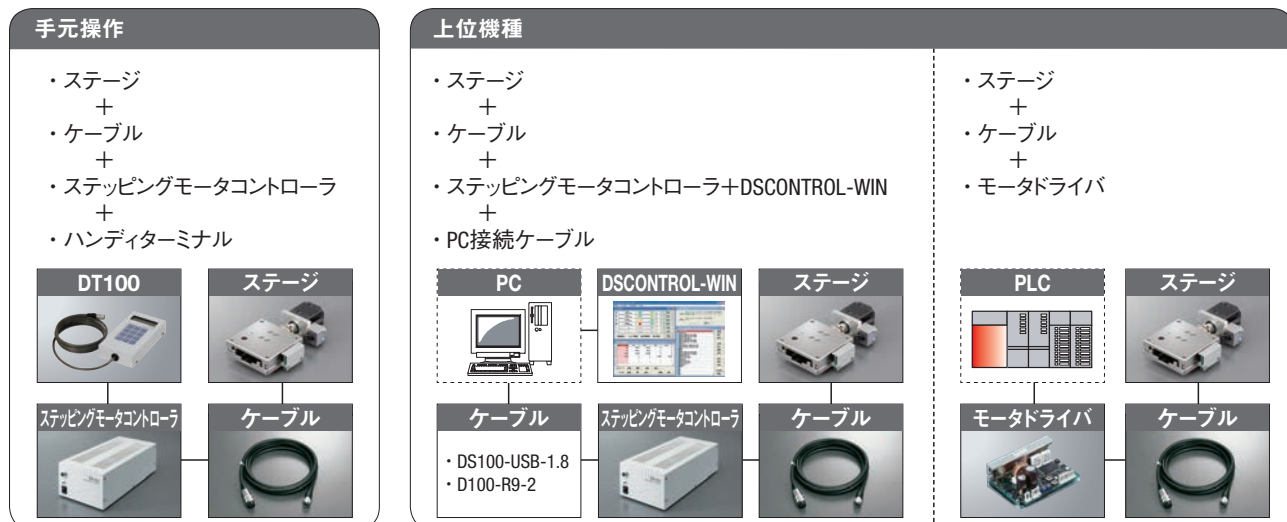 手元操作
・ステージ
＋
・ケーブル
＋
・ステッピングモータコントローラ
＋
・ハンディターミナル
DT100
ステージ
ステッピングモータコントローラ
ケーブル
上位機種
・ステージ
＋
・ケーブル
＋
・ステッピングモータコントローラ＋DSCONTROL-WIN
＋
・PC接続ケーブル
PC
DSCONTROL-WIN
ステージ
ケーブル
・DS100-USB-1.8
・D100-R9-2
ステッピングモータコントローラ
ケーブル
・ステージ
＋
・ケーブル
＋
・モータドライバ
PLC
ステージ
モータドライバ
ケーブル